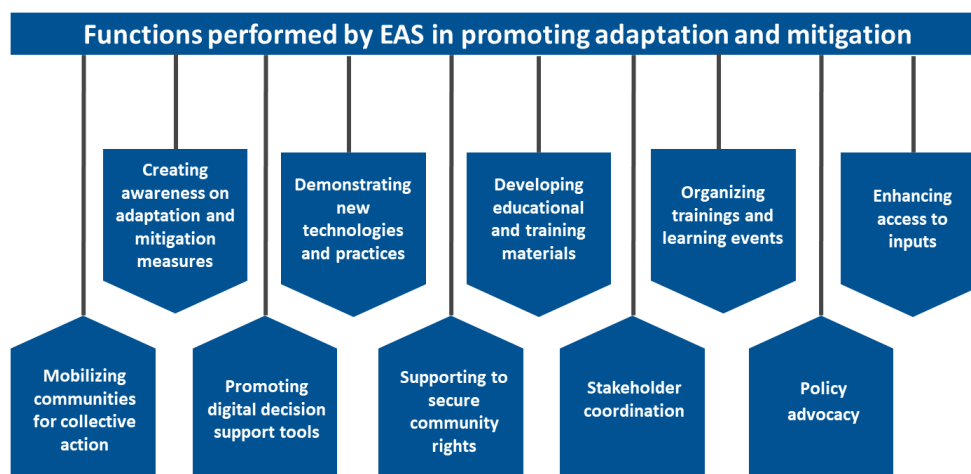 Functions performed by EAS in promoting adaptation and mitigation
Creating
awareness on
adaptation and
mitigation
measures
Demonstrating
new
technologies
and practices
Developing
educational
and training
materials
Organizing
trainings and
learning events
Enhancing
access to
inputs
Mobilizing
communities
for collective
action
Promoting
digital decision
support tools
Supporting to
secure
community
rights
Stakeholder
coordination
Policy
advocacy